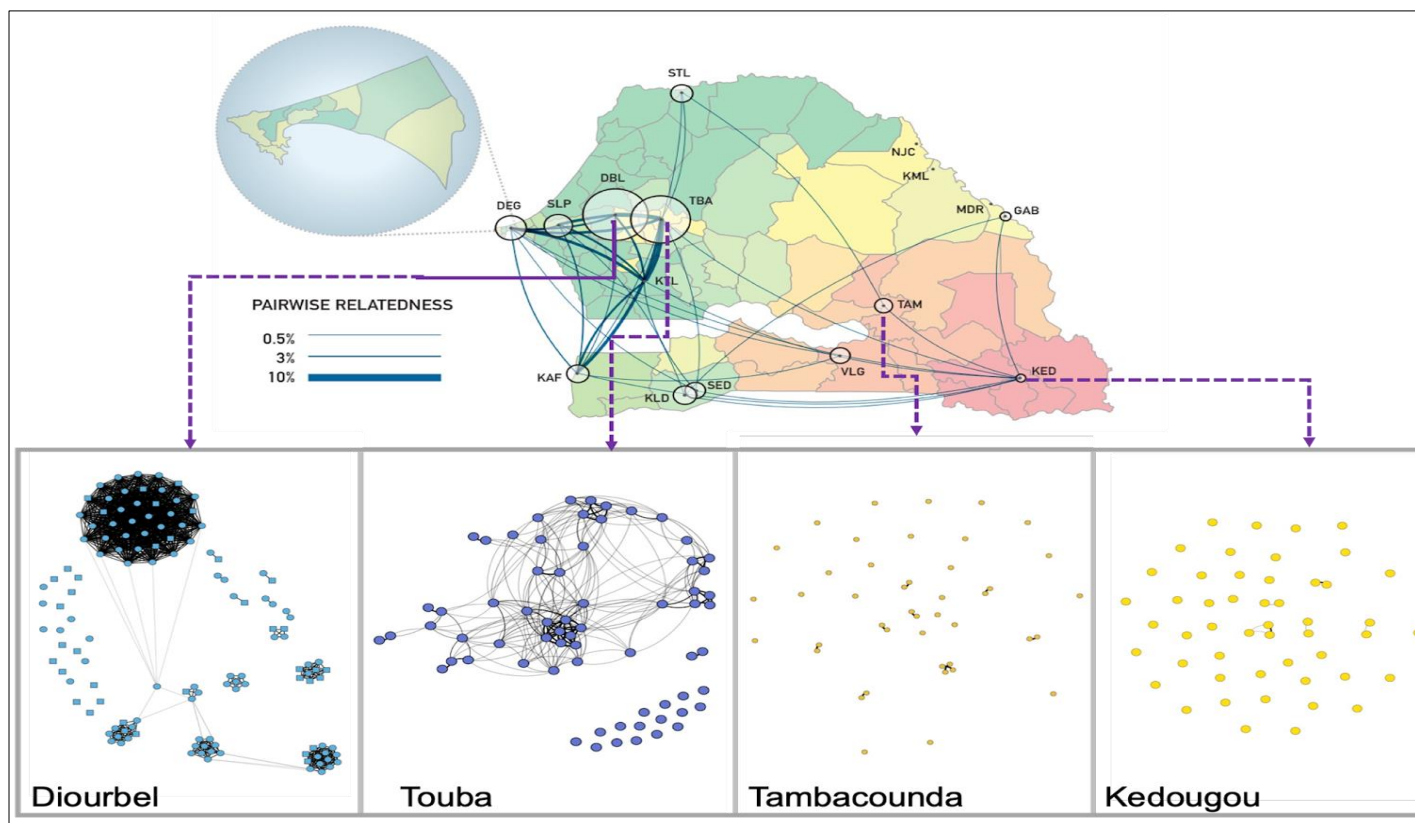 STL
NJC
KML
DBL
TBA
SLP
DEG
MDR
GAB
KTL
PAIRWISE RELATEDNESS
0.5%
3%
10%
TAM
KAF
VLG
KED
SED
KLD
Diourbel
Touba
Tambacounda
Kedougou